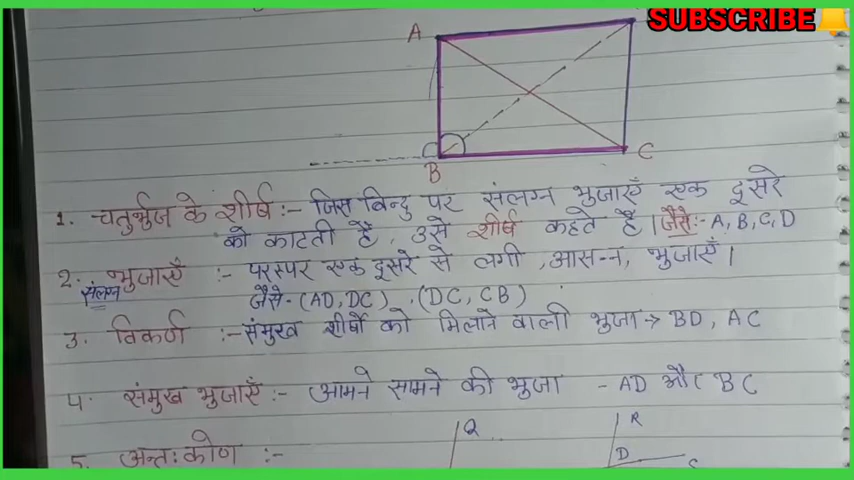 SUBSCRIBE
A
B
C
1. चतुर्भुज के शीर्ष :- जिस बिन्दु पर संलग्न भुजाएँ एक दूसरे
को काटती है, उसे शीर्ष कहते है । जैसे:- A, B, C, D
2. संलग्न भुजाएँ :- परस्पर एक दूसरे से लगी, आसन्न, भुजाएँ ।
जैसे- (AD, DC) , (DC, CB)
3. विकर्ण :- संमुख शीर्षो को मिलाने वाली भुजा → BD, AC
4. संमुख भुजाएँ :- आमने सामने की भुजा - AD और BC
5. अन्तः कोण :-
Q
R
D